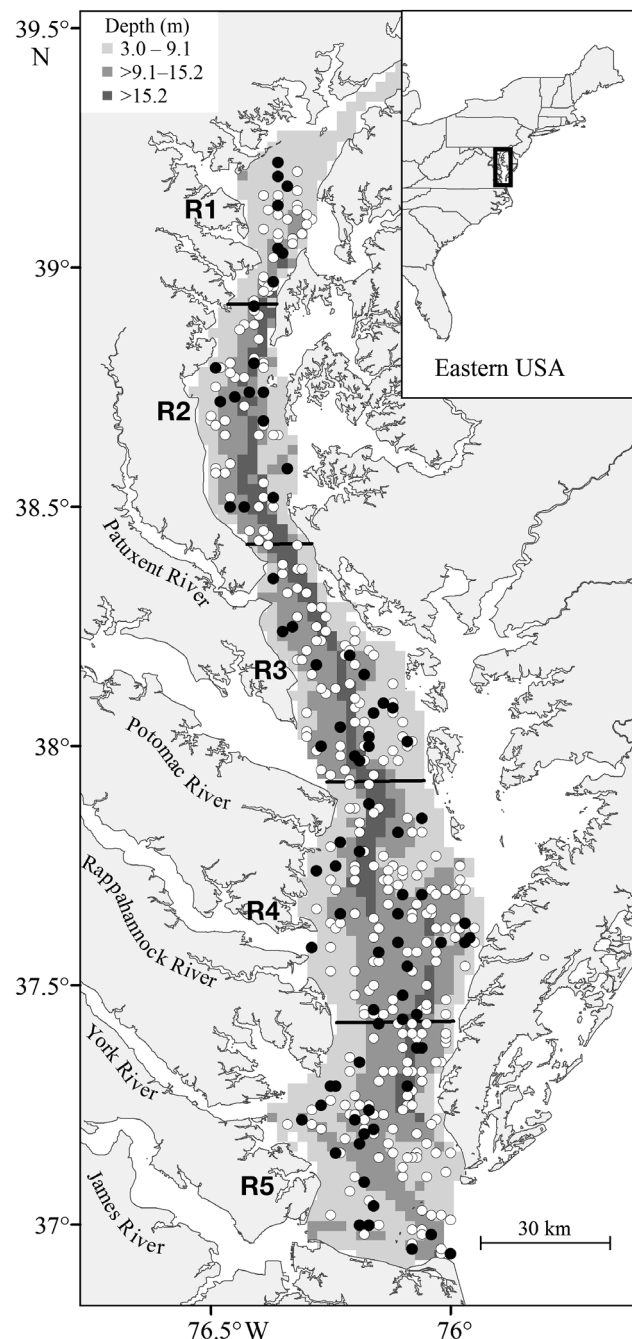 39.5°
N
Depth (m)
3.0 – 9.1
>9.1–15.2
>15.2
Eastern USA
R1
39°
R2
38.5°
Patuxent River
R3
38°
Potomac River
R4
Rappahannock River
37.5°
York River
R5
James River
37°
30 km
76.5° W
76°